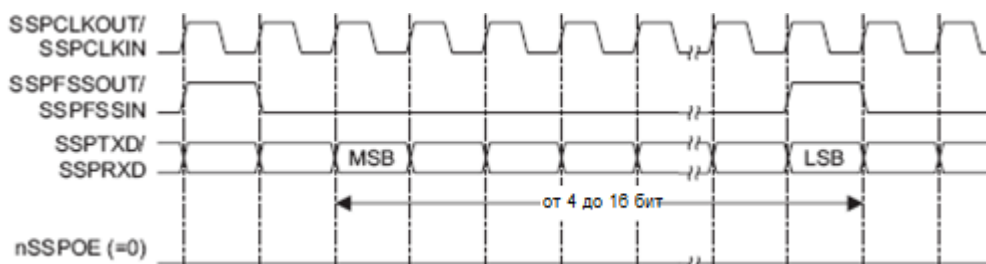 SSPCLKOUT/
SSPCLKIN
SSPFSSOUT/
SSPFSSIN
SSPTXD/
SSPRXD
MSB
LSB
от 4 до 16 бит
nSSPOE (=0)